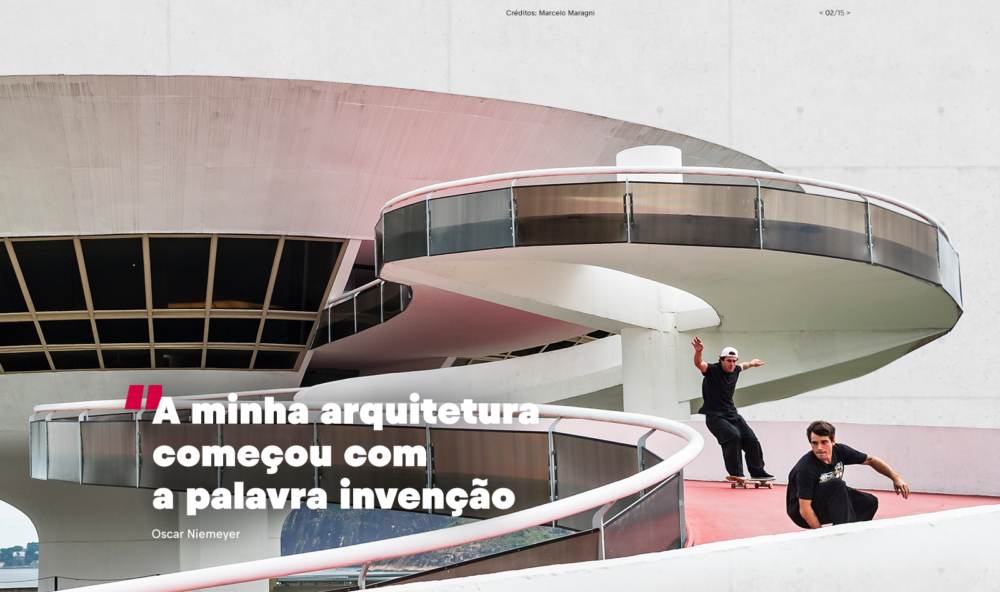 Créditos: Marcelo Maragni
< 02/15 >
"A minha arquitetura
começou com
a palavra invenção
Oscar Niemeyer